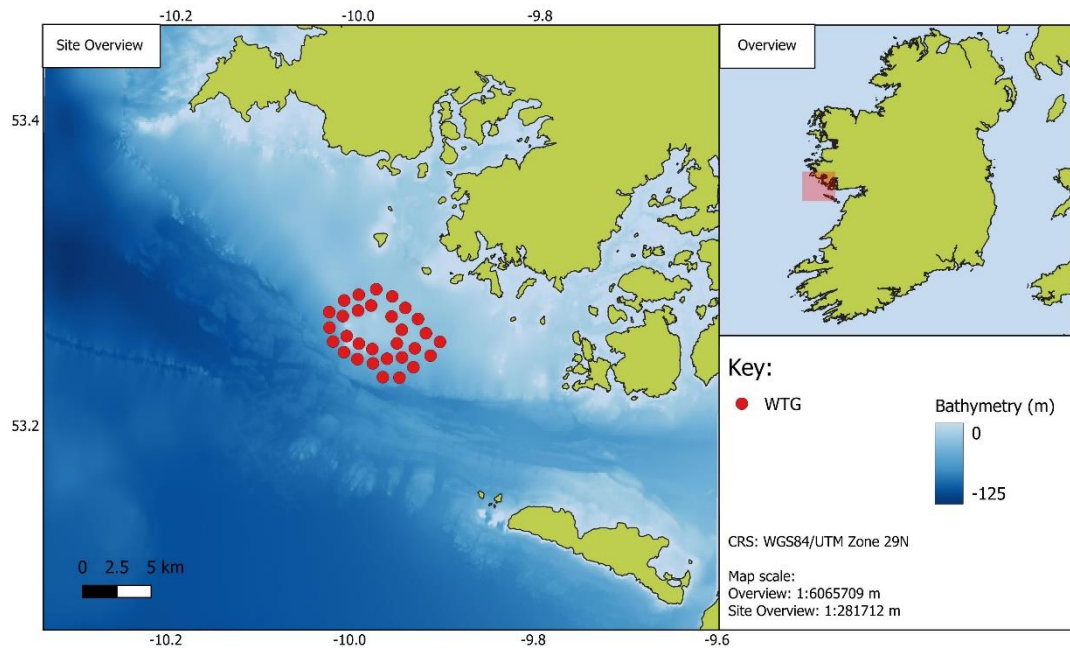 -10.2 -10.0 -9.8
Site Overview
Overview
53.4
53.2
Key:
WTG
Bathymetry (m)
0
-125
CRS: WGS84/UTM Zone 29N
Map scale:
Overview: 1:6065709 m
Site Overview: 1:281712 m
0 2.5 5 km
-10.2 -10.0 -9.8 -9.6